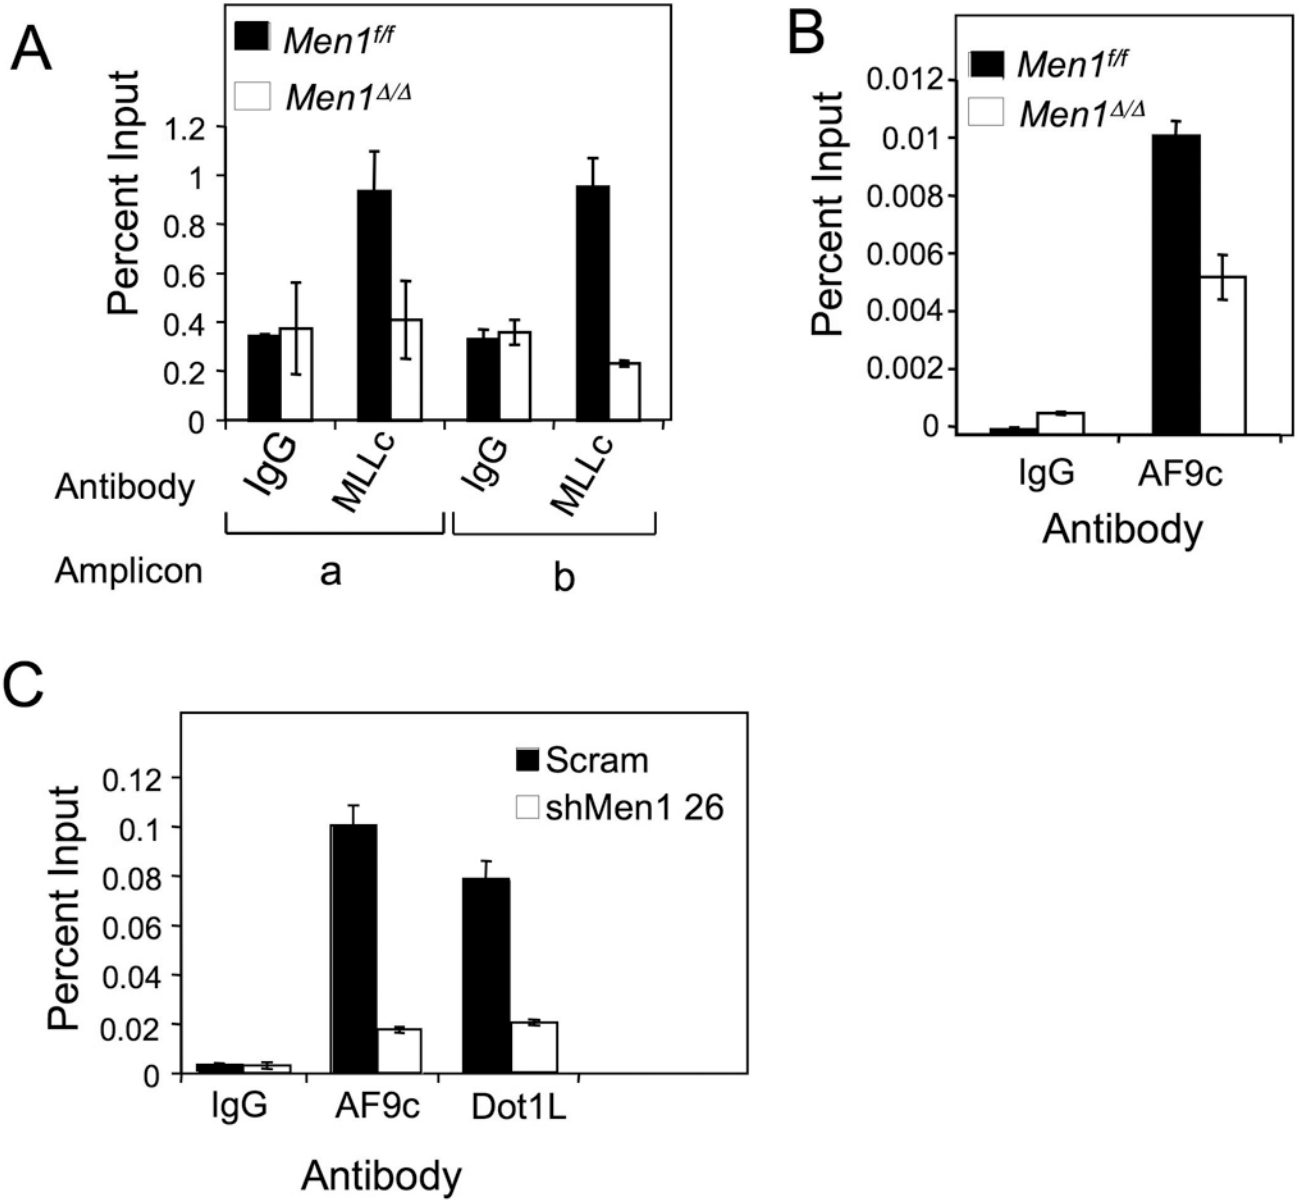 A
Men1f/f
Men1Δ/Δ
Percent Input
1.2
1
0.8
0.6
0.4
0.2
0
IgG
MLLc
IgG
MLLc
Antibody
Amplicon
a
b
B
Men1f/f
Men1Δ/Δ
Percent Input
0.012
0.01
0.008
0.006
0.004
0.002
0
IgG
AF9c
Antibody
C
Scram
shMen1 26
Percent Input
0.12
0.1
0.08
0.06
0.04
0.02
0
IgG
AF9c
Dot1L
Antibody